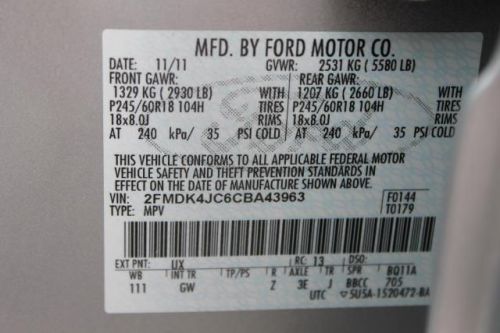 MFD. BY FORD MOTOR CO.
DATE: 11/11 GVWR: 2531 KG ( 5580 LB)
FRONT GAWR: REAR GAWR:
1329 KG ( 2930 LB) 1207 KG ( 2660 LB)
P245/60R18 104H TIRES P245/60R18 104H TIRES
18x8.0J RIMS 18x8.0J RIMS
AT 240 kPa/ 35 PSI COLD AT 240 kPa/ 35 PSI COLD
THIS VEHICLE CONFORMS TO ALL APPLICABLE FEDERAL MOTOR
VEHICLE SAFETY AND THEFT PREVENTION STANDARDS IN
EFFECT ON THE DATE OF MANUFACTURE SHOWN ABOVE.
VIN: 2FMDK4JC6CBA43963 F0144
TYPE: MPV T0179
EXT PNT: UX RC: 13 DSO:
WB INT TR TP/PS R AXLE TR SPR BQ11A
111 GW Z 3E J BBCC 705
UTC ▽5U5A-1520472-BA